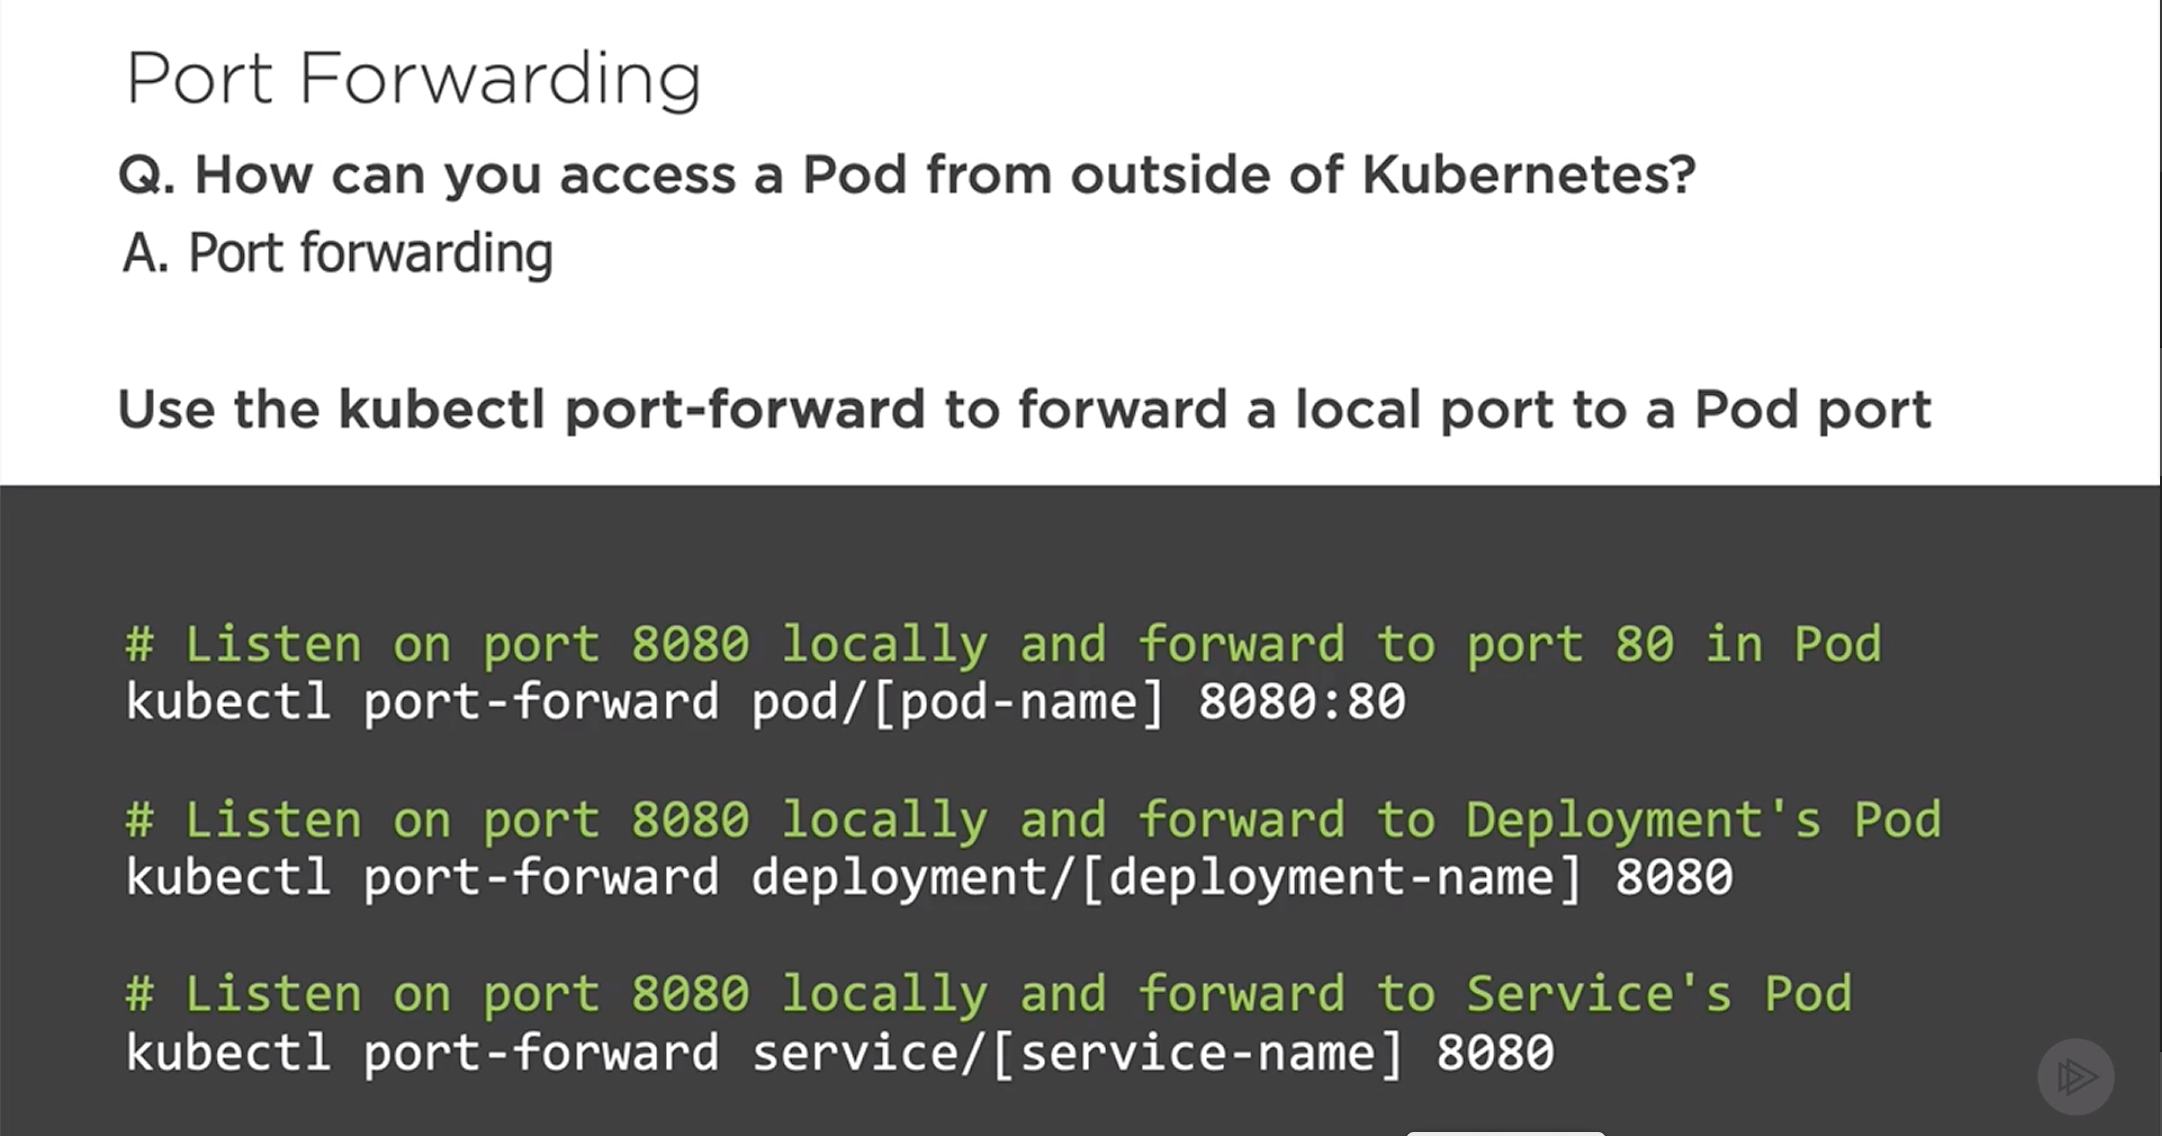 Port Forwarding
Q. How can you access a Pod from outside of Kubernetes?
A. Port forwarding
Use the kubectl port-forward to forward a local port to a Pod port
# Listen on port 8080 locally and forward to port 80 in Pod
kubectl port-forward pod/[pod-name] 8080:80
# Listen on port 8080 locally and forward to Deployment's Pod
kubectl port-forward deployment/[deployment-name] 8080
# Listen on port 8080 locally and forward to Service's Pod
kubectl port-forward service/[service-name] 8080